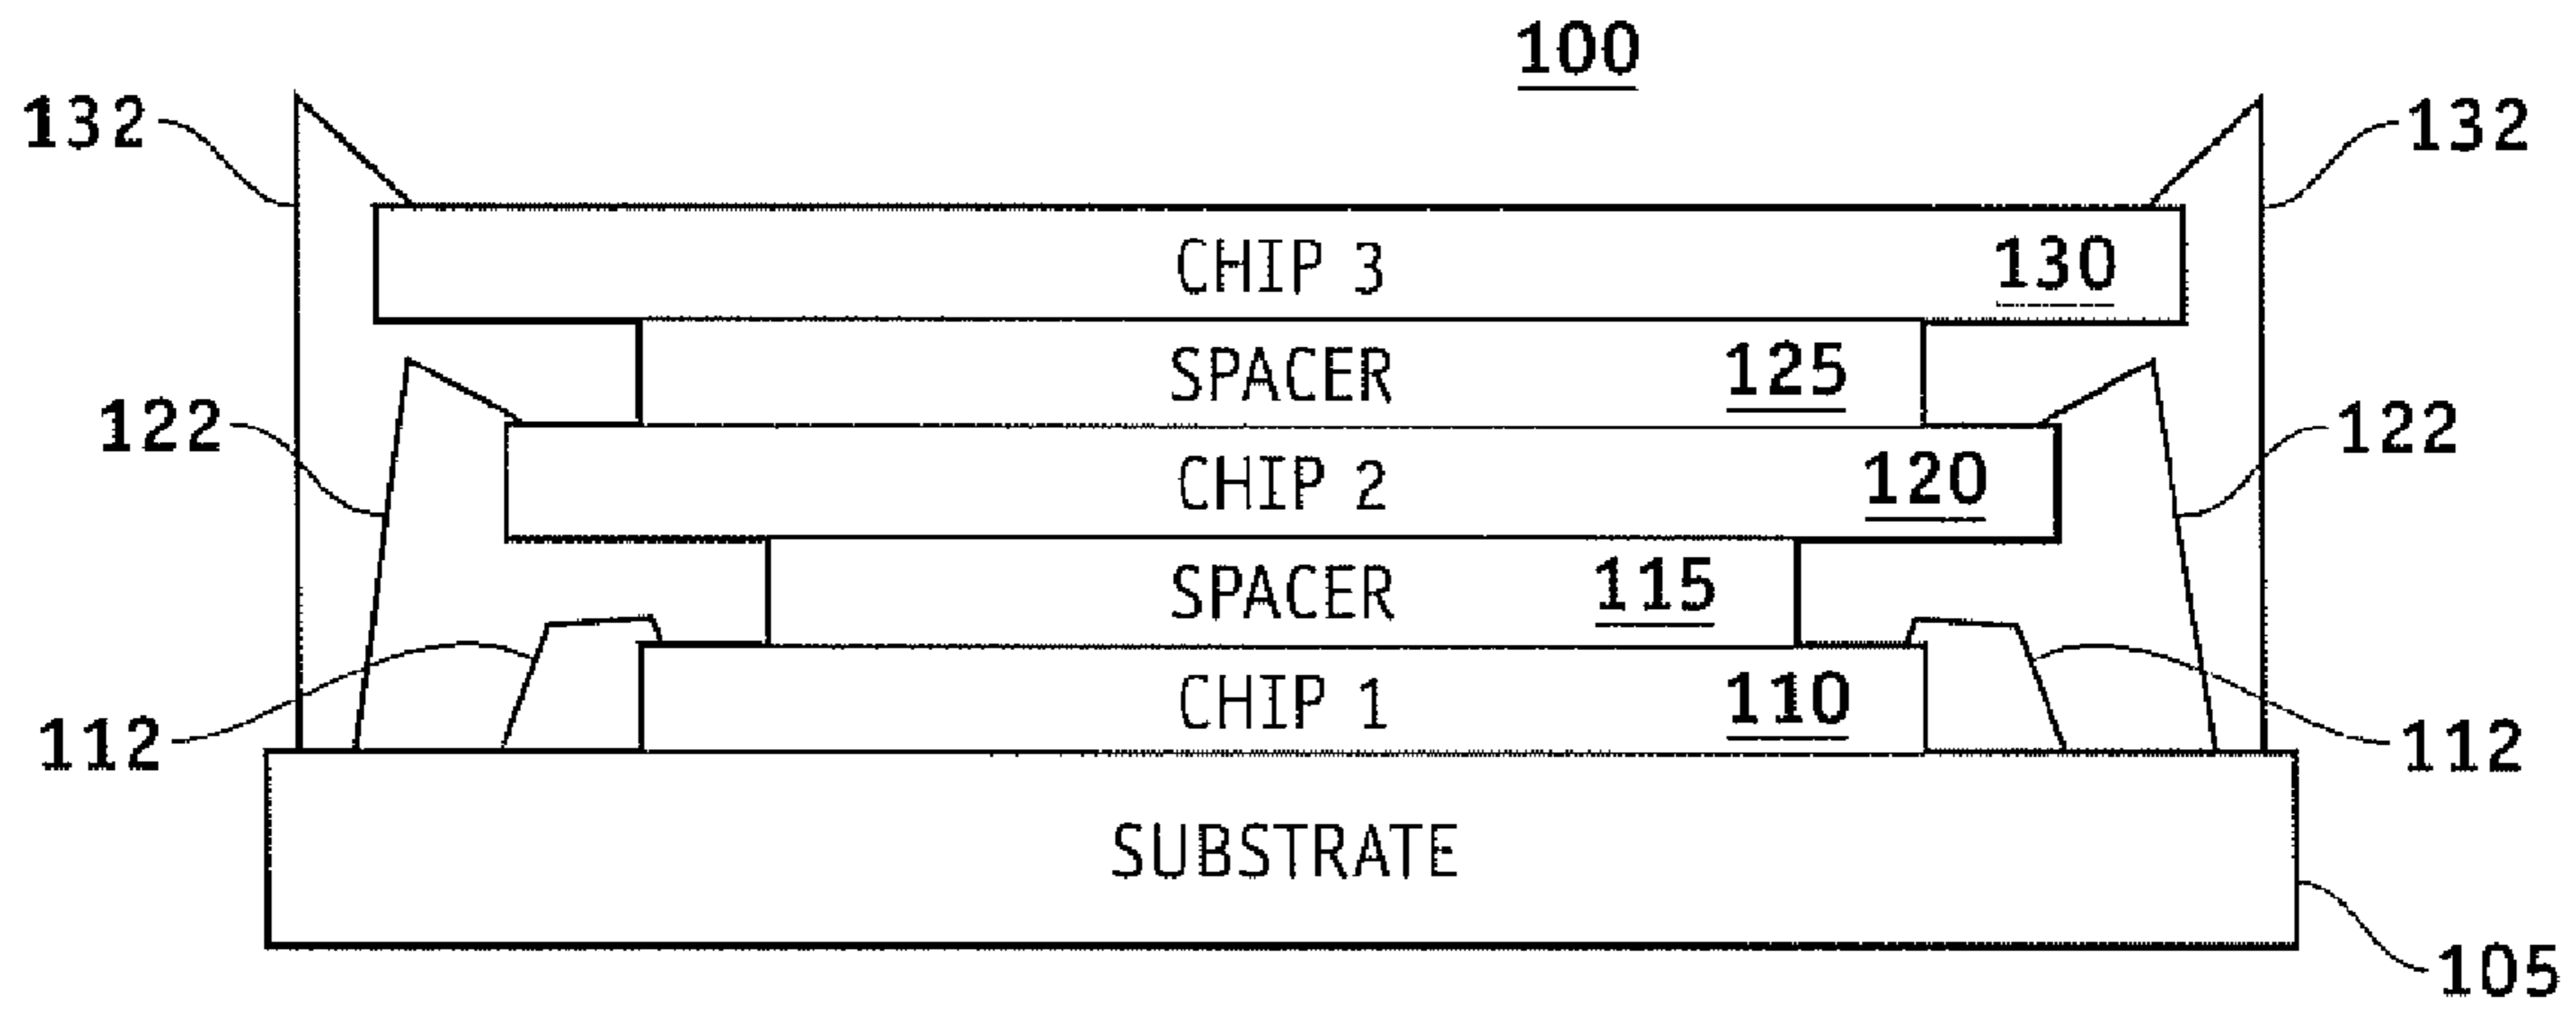 100
132 132
CHIP 3 130
SPACER 125
122 122
CHIP 2 120
SPACER 115
CHIP 1 110
112 112
SUBSTRATE
105